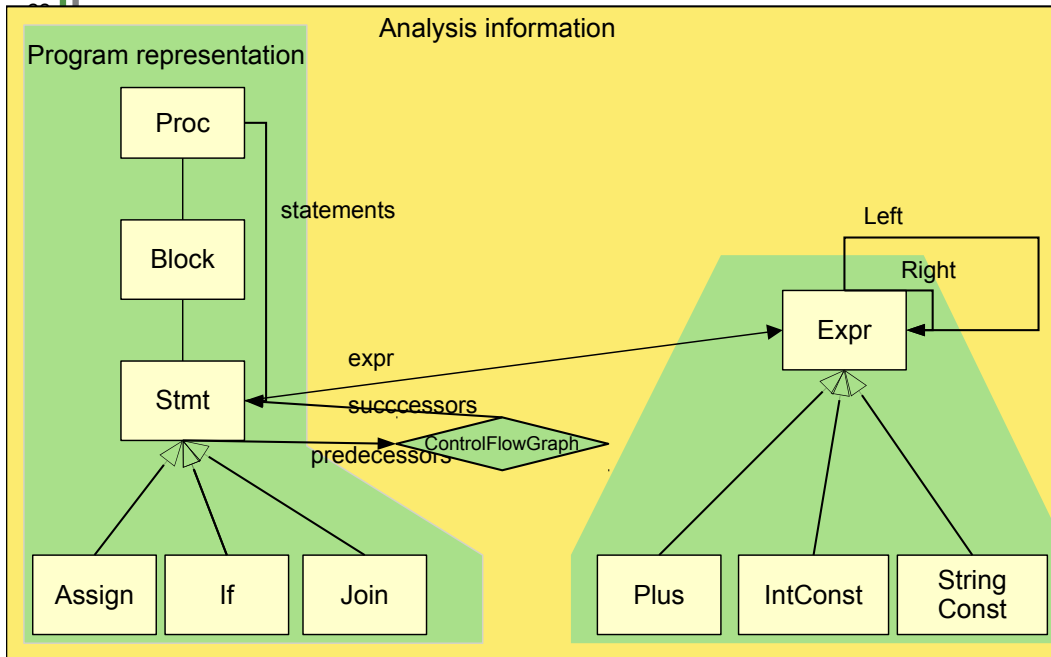 Analysis information
Program representation
Proc
statements
Block
Left
Right
Expr
expr
Stmt
succcessors
ControlFlowGraph
predecessors
Assign
If
Join
Plus
IntConst
String
Const